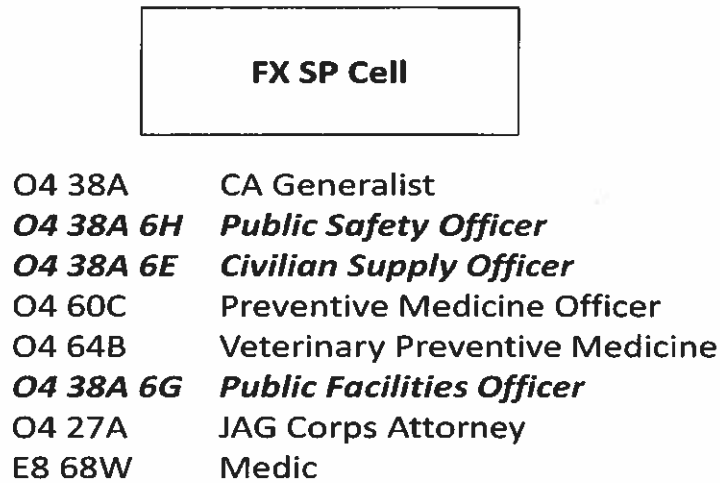 FX SP Cell
O4 38A CA Generalist
O4 38A 6H Public Safety Officer
O4 38A 6E Civilian Supply Officer
O4 60C Preventive Medicine Officer
O4 64B Veterinary Preventive Medicine
O4 38A 6G Public Facilities Officer
O4 27A JAG Corps Attorney
E8 68W Medic